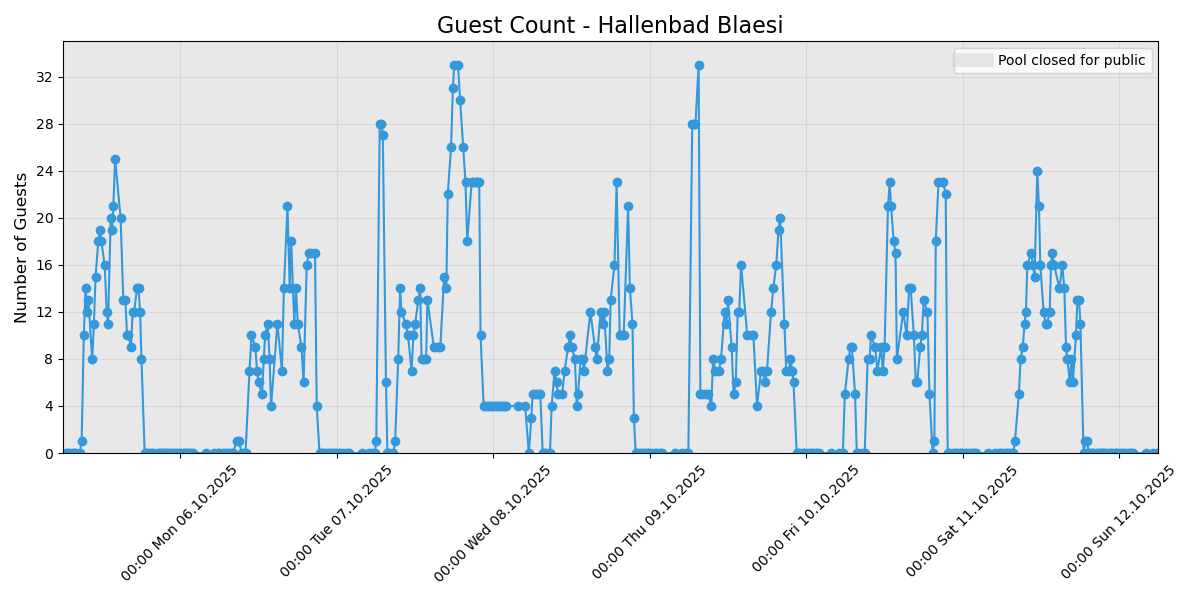 Guest Count - Hallenbad Blaesi
Pool closed for public
Number of Guests
32
28
24
20
16
12
8
4
0
00:00 Mon 06.10.2025
00:00 Tue 07.10.2025
00:00 Wed 08.10.2025
00:00 Thu 09.10.2025
00:00 Fri 10.10.2025
00:00 Sat 11.10.2025
00:00 Sun 12.10.2025